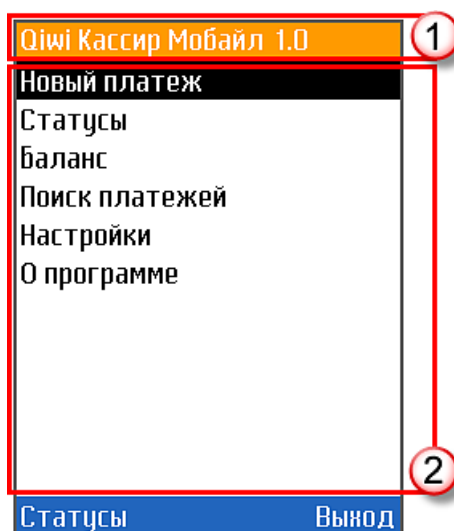 Qiwi Кассир Мобайл 1.0
1
Новый платеж
Статусы
Баланс
Поиск платежей
Настройки
О программе
2
Статусы Выход